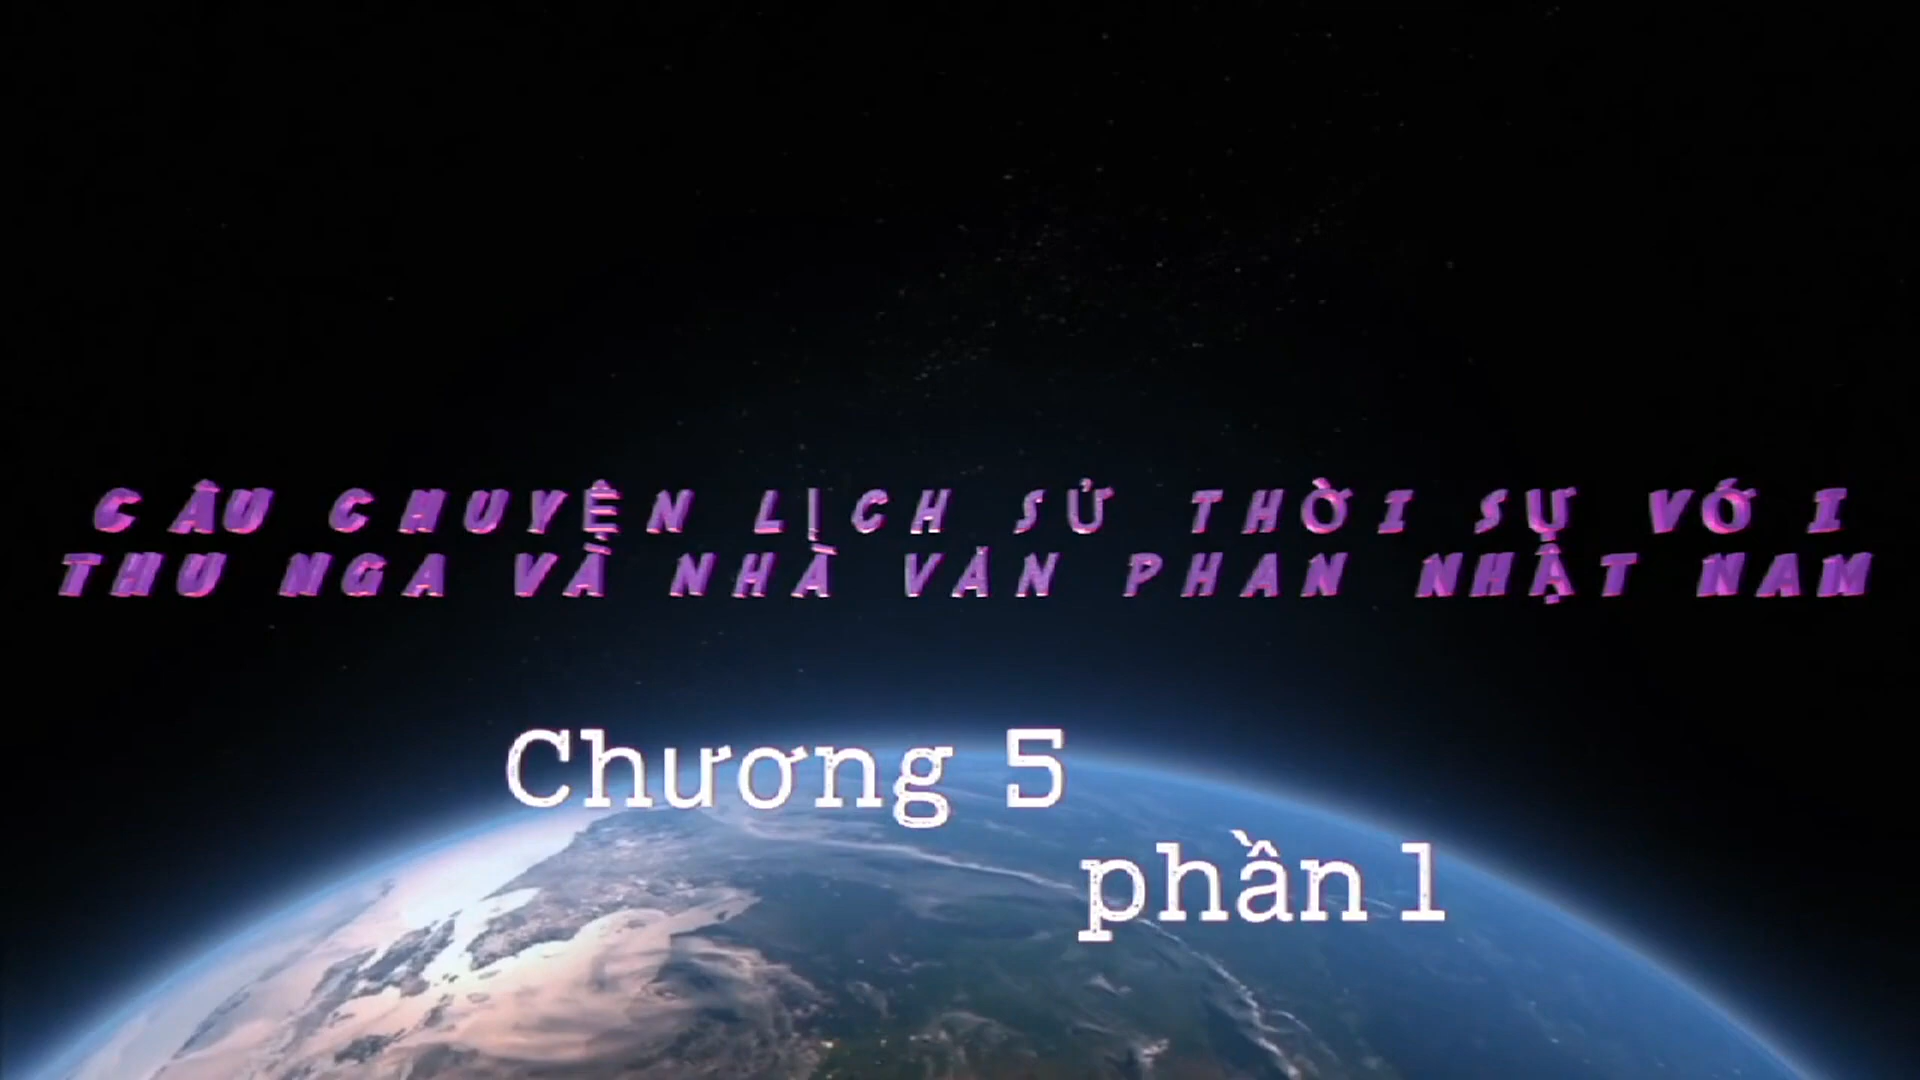 CÂU CHUYỆN LỊCH SỬ THỜI SỰ VỚI
THU NGA VÀ NHÀ VĂN PHAN NHẬT NAM
Chương 5
phần 1